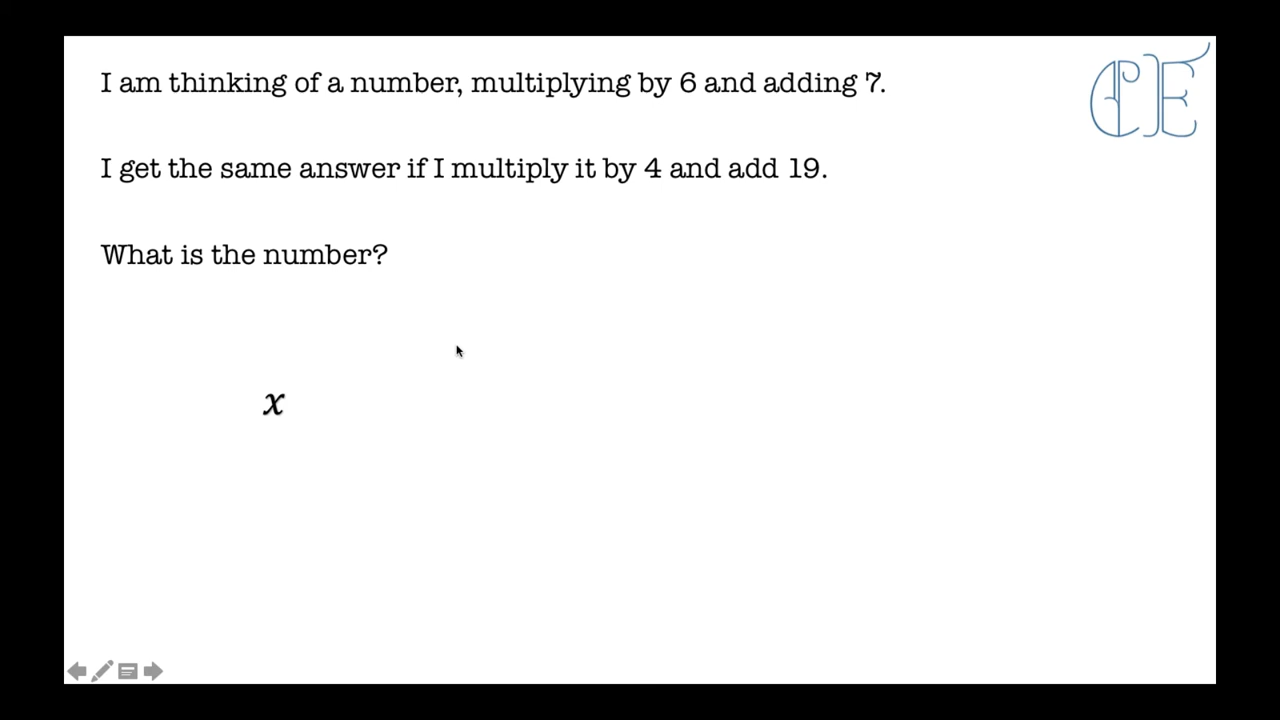 I am thinking of a number, multiplying by 6 and adding 7.
CE
I get the same answer if I multiply it by 4 and add 19.
What is the number?
x